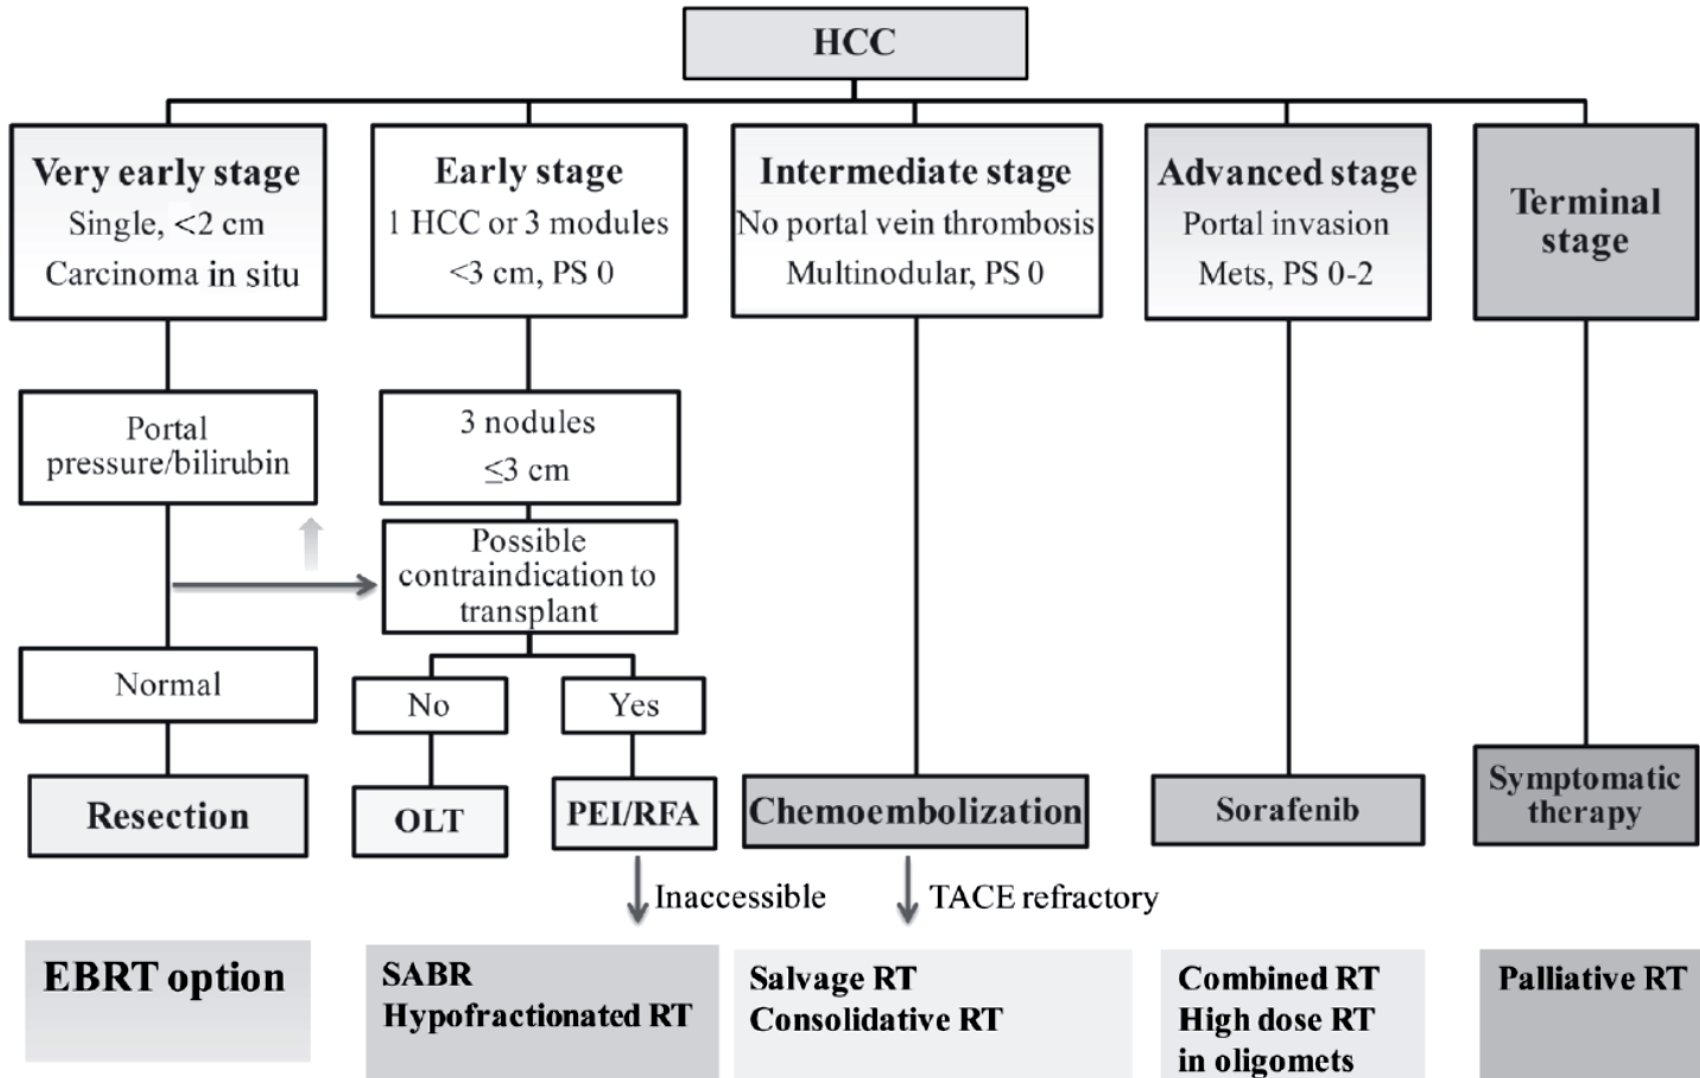 HCC
Very early stage
Single, <2 cm
Carcinoma in situ
Early stage
1 HCC or 3 modules
<3 cm, PS 0
Intermediate stage
No portal vein thrombosis
Multinodular, PS 0
Advanced stage
Portal invasion
Mets, PS 0-2
Terminal
stage
Portal
pressure/bilirubin
3 nodules
≤3 cm
Possible
contraindication to
transplant
Normal
No
Yes
Resection
OLT
PEI/RFA
Chemoembolization
Sorafenib
Symptomatic
therapy
Inaccessible
TACE refractory
EBRT option
SABR
Hypofractionated RT
Salvage RT
Consolidative RT
Combined RT
High dose RT
in oligomets
Palliative RT